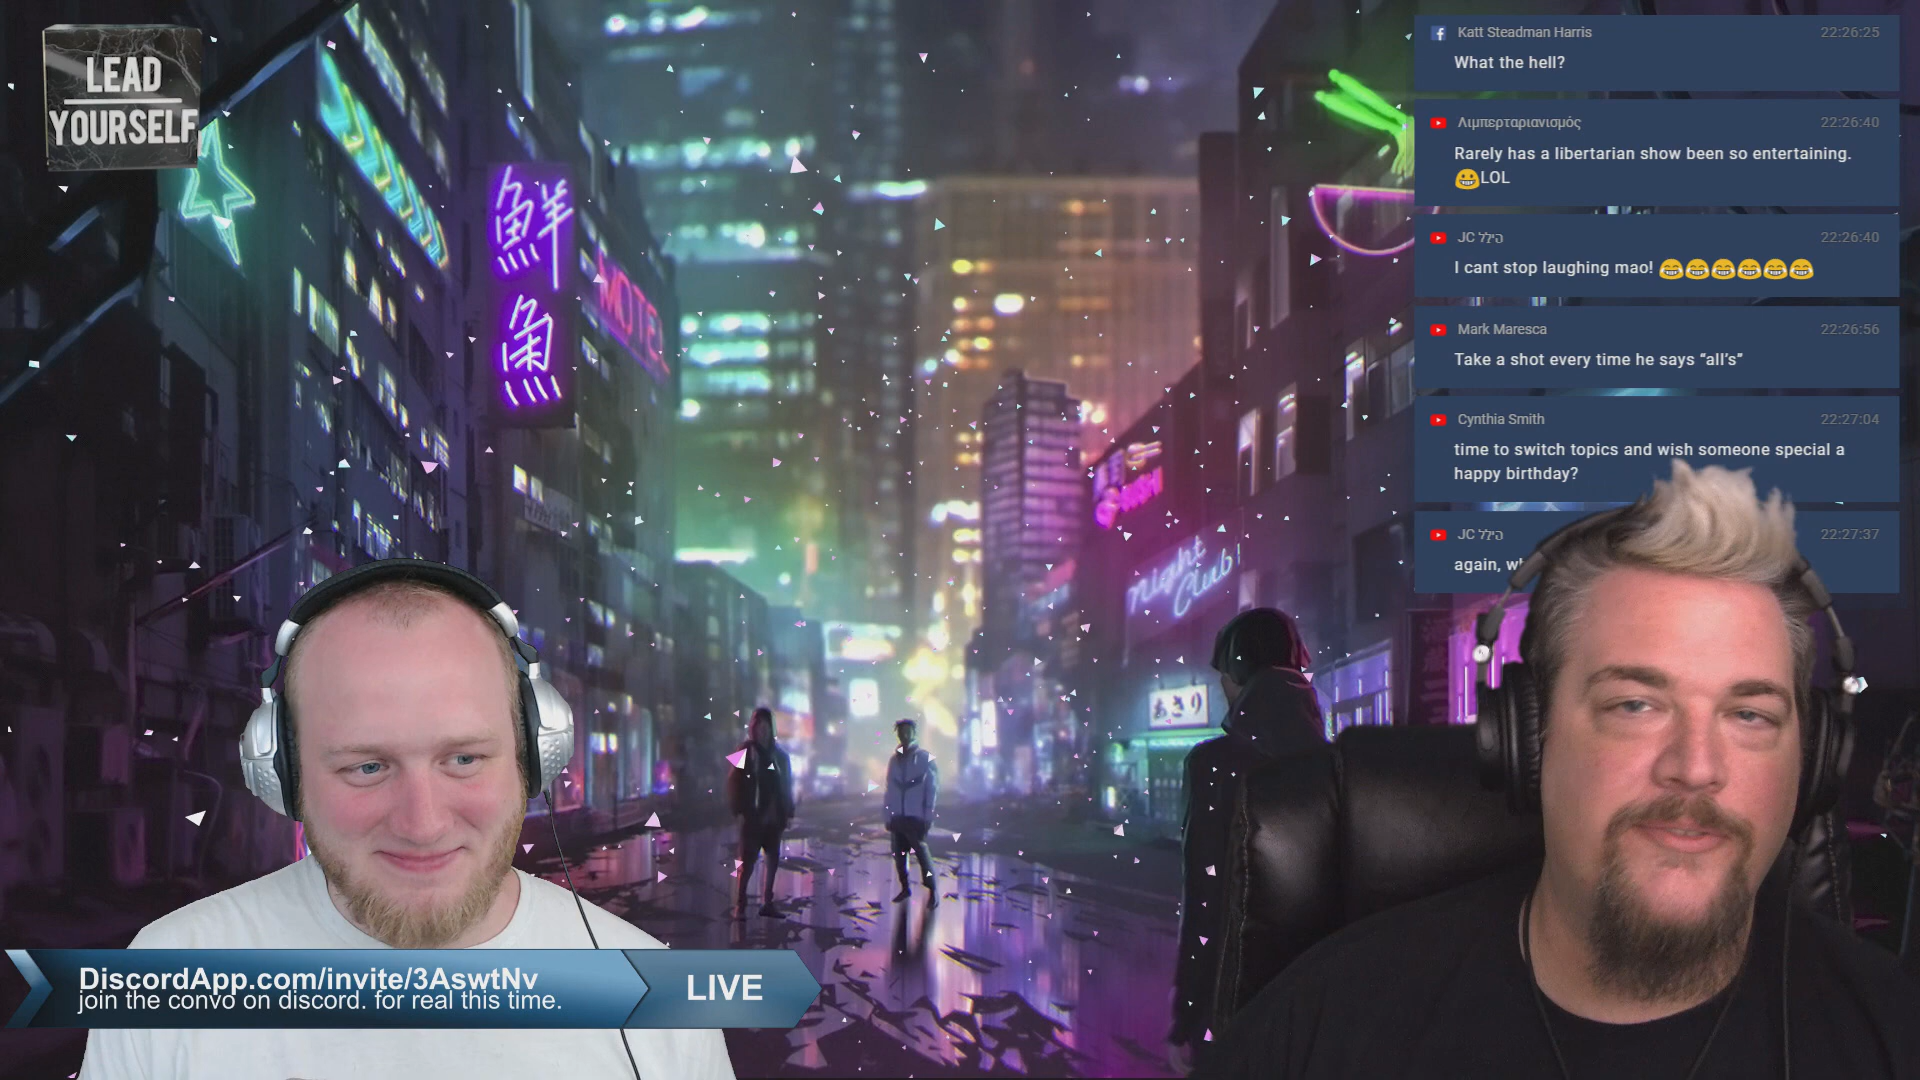 LEAD
YOURSELF
鮮
魚
MOTEL
Night
Club!
あさり
Katt Steadman Harris 22:26:25
What the hell?
Λιμπερταριανισμός 22:26:40
Rarely has a libertarian show been so entertaining.
😀LOL
JC הילל 22:26:40
I cant stop laughing mao! 😂😂😂😂😂😂
Mark Maresca 22:26:56
Take a shot every time he says “all’s”
Cynthia Smith 22:27:04
time to switch topics and wish someone special a
happy birthday?
JC הילל 22:27:37
again,
DiscordApp.com/invite/3AswtNv
join the convo on discord. for real this time.
LIVE